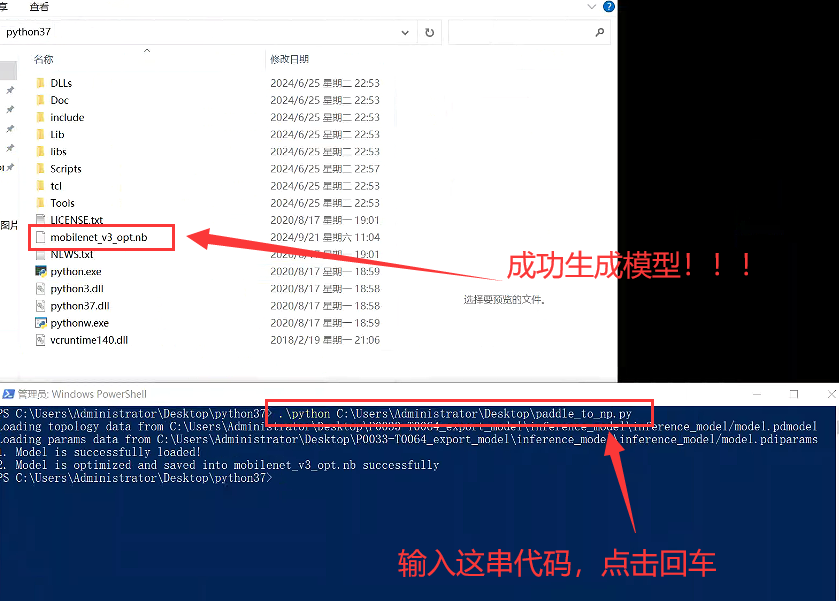 享 查看
python37
名称 修改日期
DLLs 2024/6/25 星期二 22:53
Doc 2024/6/25 星期二 22:53
include 2024/6/25 星期二 22:53
Lib 2024/6/25 星期二 22:53
libs 2024/6/25 星期二 22:53
Scripts 2024/6/25 星期二 22:57
tcl 2024/6/25 星期二 22:53
Tools 2024/6/25 星期二 22:53
图片
LICENSE.txt 2020/8/17 星期一 19:01
mobilenet_v3_opt.nb 2024/9/21 星期六 11:04
NEWS.txt 2020/8/17 星期一 19:01
python.exe 2020/8/17 星期一 18:59
python3.dll 2020/8/17 星期一 18:58
python37.dll 2020/8/17 星期一 18:58
pythonw.exe 2020/8/17 星期一 18:59
vcruntime140.dll 2018/2/19 星期一 21:06
成功生成模型！！！
选择要预览的文件。
管理员: Windows PowerShell
PS C:\Users\Administrator\Desktop\python37> .\python C:\Users\Administrator\Desktop\paddle_to_np.py
Loading topology data from C:\Users\Administrator\Desktop\P0033-T0064_export_model\inference_model\inference_model/model.pdmodel
Loading params data from C:\Users\Administrator\Desktop\P0033-T0064_export_model\inference_model\inference_model/model.pdiparams
1. Model is successfully loaded!
2. Model is optimized and saved into mobilenet_v3_opt.nb successfully
PS C:\Users\Administrator\Desktop\python37>
输入这串代码，点击回车